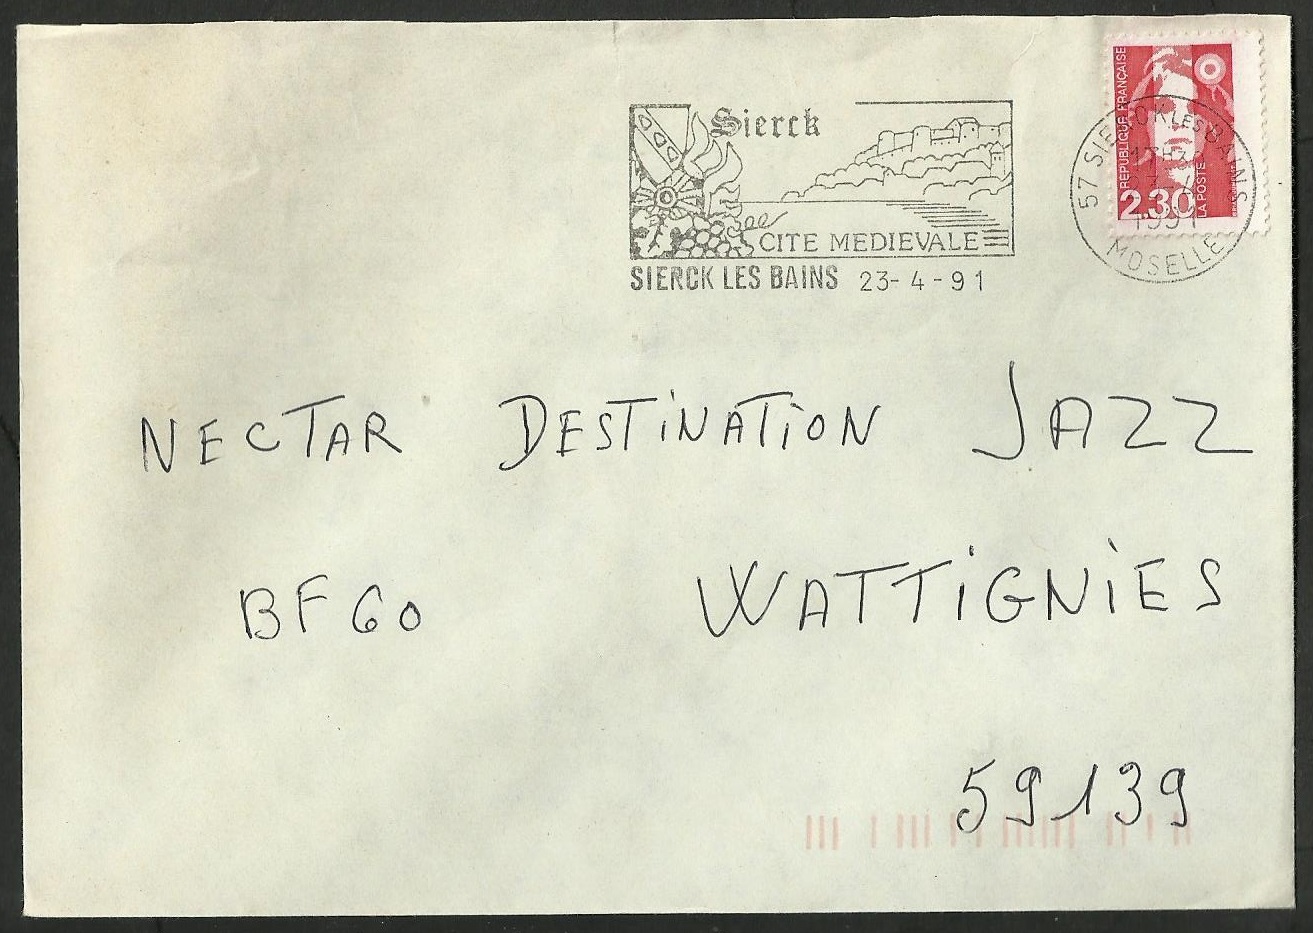 Sierck
CITE MEDIEVALE
SIERCK LES BAINS 23-4-91
REPUBLIQUE FRANÇAISE
2.30
LA POSTE
57 SIERCK LES BAINS
1991
MOSELLE
NECTAR DESTINATION JAZZ
BF60 WATTIGNIES
59139